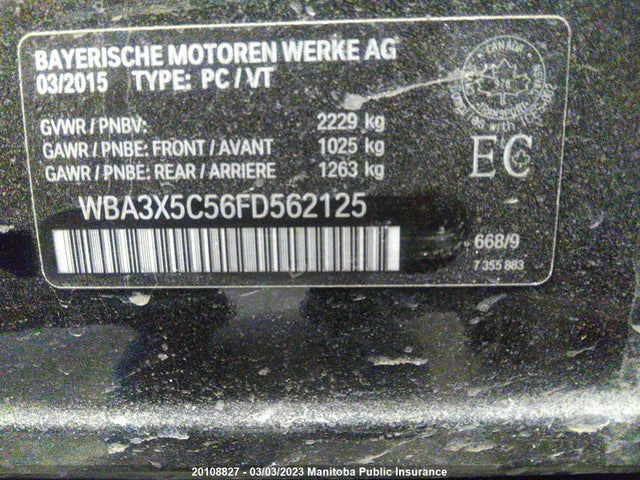 BAYERISCHE MOTOREN WERKE AG
03/2015 TYPE: PC / VT
CANADA
GVWR / PNBV: 2229 kg
GAWR / PNBE: FRONT / AVANT 1025 kg
GAWR / PNBE: REAR / ARRIERE 1263 kg
EC
WBA3X5C56FD562125
668/9
7 355 883
20108827 - 03/03/2023 Manitoba Public Insurance